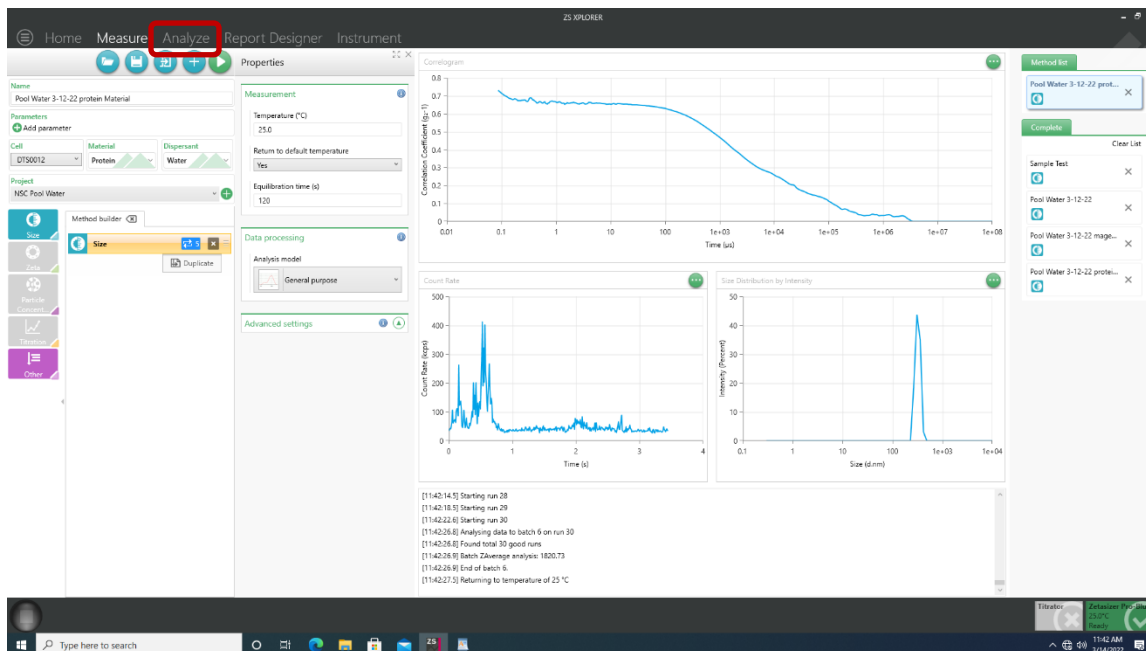 ZS XPLORER
Home Measure Analyze Report Designer Instrument
Name
Pool Water 3-12-22 protein Material
Parameters
Add parameter
Cell Material Dispersant
DTS0012 Protein Water
Project
NSC Pool Water
Size
Zeta
Particle
Concent...
Titration
Other
Method builder
Size 5
Duplicate
Properties
Measurement
Temperature (°C)
25.0
Return to default temperature
Yes
Equilibration time (s)
120
Data processing
Analysis model
General purpose
Advanced settings
Correlogram
Correlation Coefficient (g₂-1)
0.8
0.7
0.6
0.5
0.4
0.3
0.2
0.1
0
0.01 0.1 1 10 100 1e+03 1e+04 1e+05 1e+06 1e+07 1e+08
Time (µs)
Count Rate
Count Rate (kcps)
500
400
300
200
100
0
0 1 2 3 4
Time (s)
Size Distribution by Intensity
Intensity (Percent)
50
40
30
20
10
0
0.1 1 10 100 1e+03 1e+04
Size (d.nm)
[11:42:14.5] Starting run 28
[11:42:18.5] Starting run 29
[11:42:22.6] Starting run 30
[11:42:26.8] Analysing data to batch 6 on run 30
[11:42:26.8] Found total 30 good runs
[11:42:26.9] Batch ZAverage analysis: 1820.73
[11:42:26.9] End of batch 6.
[11:42:27.5] Returning to temperature of 25 °C
Method list
Pool Water 3-12-22 prot...
Complete
Clear List
Sample Test
Pool Water 3-12-22
Pool Water 3-12-22 mage...
Pool Water 3-12-22 protei...
Titrator
Zetasizer Pro-Blu
25.0°C
Ready
Type here to search
ZS
11:42 AM
3/14/2022